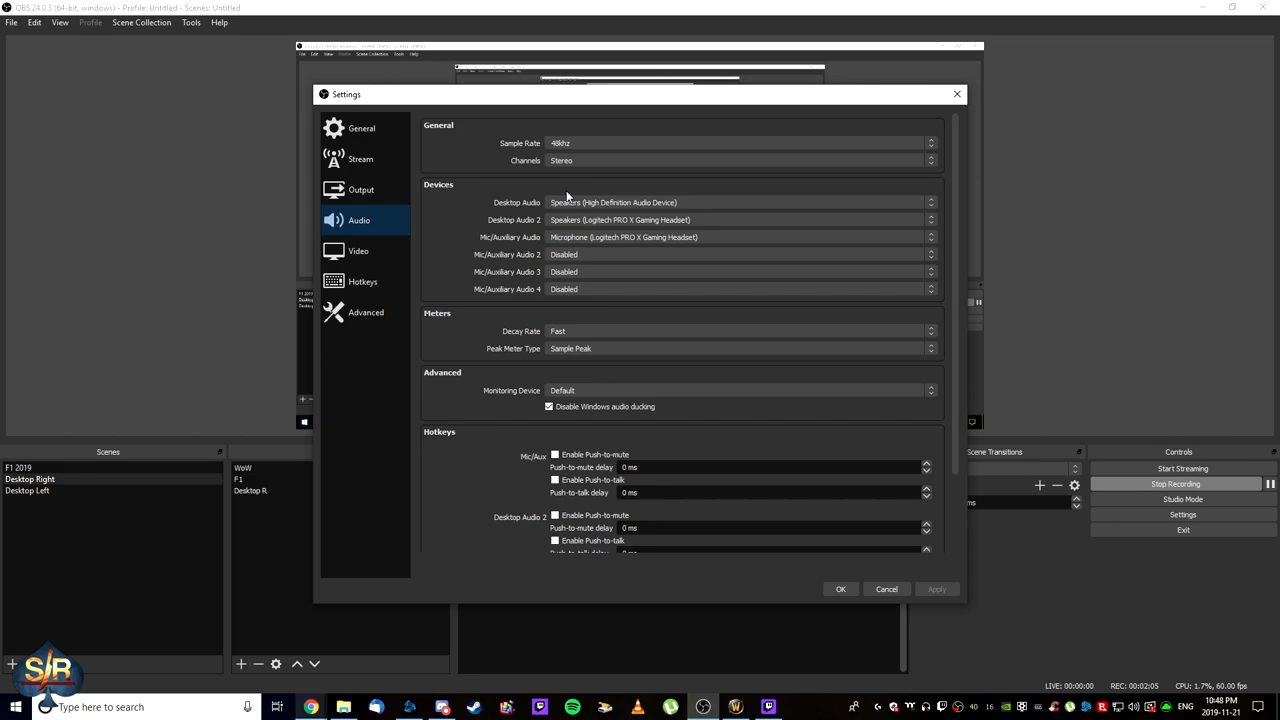 OBS 24.0.3 (64-bit, windows) - Profile: Untitled - Scenes: Untitled
File Edit View Profile Scene Collection Tools Help
Settings
General
Stream
Output
Audio
Video
Hotkeys
Advanced
General
Sample Rate 48khz
Channels Stereo
Devices
Desktop Audio Speakers (High Definition Audio Device)
Desktop Audio 2 Speakers (Logitech PRO X Gaming Headset)
Mic/Auxiliary Audio Microphone (Logitech PRO X Gaming Headset)
Mic/Auxiliary Audio 2 Disabled
Mic/Auxiliary Audio 3 Disabled
Mic/Auxiliary Audio 4 Disabled
Meters
Decay Rate Fast
Peak Meter Type Sample Peak
Advanced
Monitoring Device Default
Disable Windows audio ducking
Hotkeys
Mic/Aux Enable Push-to-mute
Push-to-mute delay 0 ms
Enable Push-to-talk
Push-to-talk delay 0 ms
Desktop Audio 2 Enable Push-to-mute
Push-to-mute delay 0 ms
Enable Push-to-talk
OK Cancel Apply
Scenes
F1 2019
Desktop Right
Desktop Left
WoW
F1
Desktop R
Scene Transitions
ms
Controls
Start Streaming
Stop Recording
Studio Mode
Settings
Exit
LIVE: 00:00:00 REC: 00:02:05 CPU: 1.7%, 60.00 fps
SR
Type here to search
40 16
ENG
10:48 PM
2019-11-21